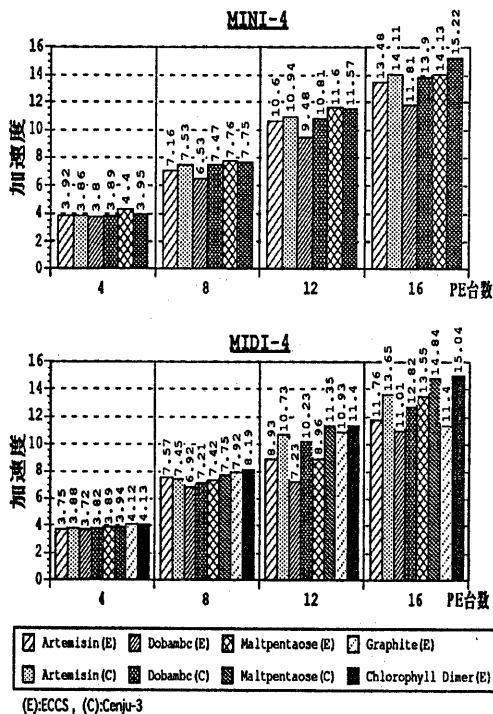 MINI-4
加速度
16
14
12
10
8
6
4
2
0
3.92 3.86 3.8 3.89 4.4 3.95
7.16 7.53 6.53 7.47 7.76 7.75
10.6 10.94 9.48 10.81 11.6 11.57
13.48 14.11 11.81 13.9 14.13 15.22
4 8 12 16 PE台数
MIDI-4
加速度
16
14
12
10
8
6
4
2
0
3.75 3.88 3.72 3.82 3.89 3.94 4.12 4.13
7.57 7.45 6.92 7.21 7.42 7.75 7.92 8.19
8.93 10.73 7.23 10.23 8.96 11.35 10.93 11.4
11.76 13.65 11.01 12.82 13.55 14.84 11.4 15.04
4 8 12 16 PE台数
Artemisin(E) Dobambc(E) Maltpentaose(E) Graphite(E)
Artemisin(C) Dobambc(C) Maltpentaose(C) Chlorophyll Dimer(E)
(E):ECCS, (C):Cenju-3